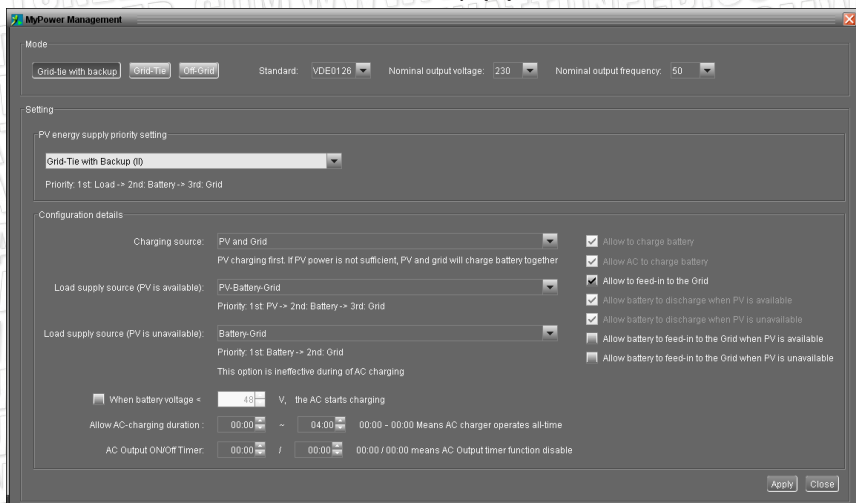 MyPower Management
Mode
Grid-tie with backup Grid-Tie Off-Grid Standard: VDE0126 Nominal output voltage: 230 Nominal output frequency: 50
Setting
PV energy supply priority setting
Grid-Tie with Backup (II)
Priority: 1st: Load -> 2nd: Battery -> 3rd: Grid
Configuration details
Charging source: PV and Grid Allow to charge battery
PV charging first. If PV power is not sufficient, PV and grid will charge battery together Allow AC to charge battery
Allow to feed-in to the Grid
Load supply source (PV is available): PV-Battery-Grid
Priority: 1st: PV -> 2nd: Battery -> 3rd: Grid Allow battery to discharge when PV is available
Allow battery to discharge when PV is unavailable
Load supply source (PV is unavailable): Battery-Grid Allow battery to feed-in to the Grid when PV is available
Priority: 1st: Battery -> 2nd: Grid Allow battery to feed-in to the Grid when PV is unavailable
This option is ineffective during of AC charging
When battery voltage < 48 V, the AC starts charging
Allow AC-charging duration : 00:00 ~ 04:00 00:00 - 00:00 Means AC charger operates all-time
AC Output ON/Off Timer: 00:00 / 00:00 00:00 / 00:00 means AC Output timer function disable
Apply Close